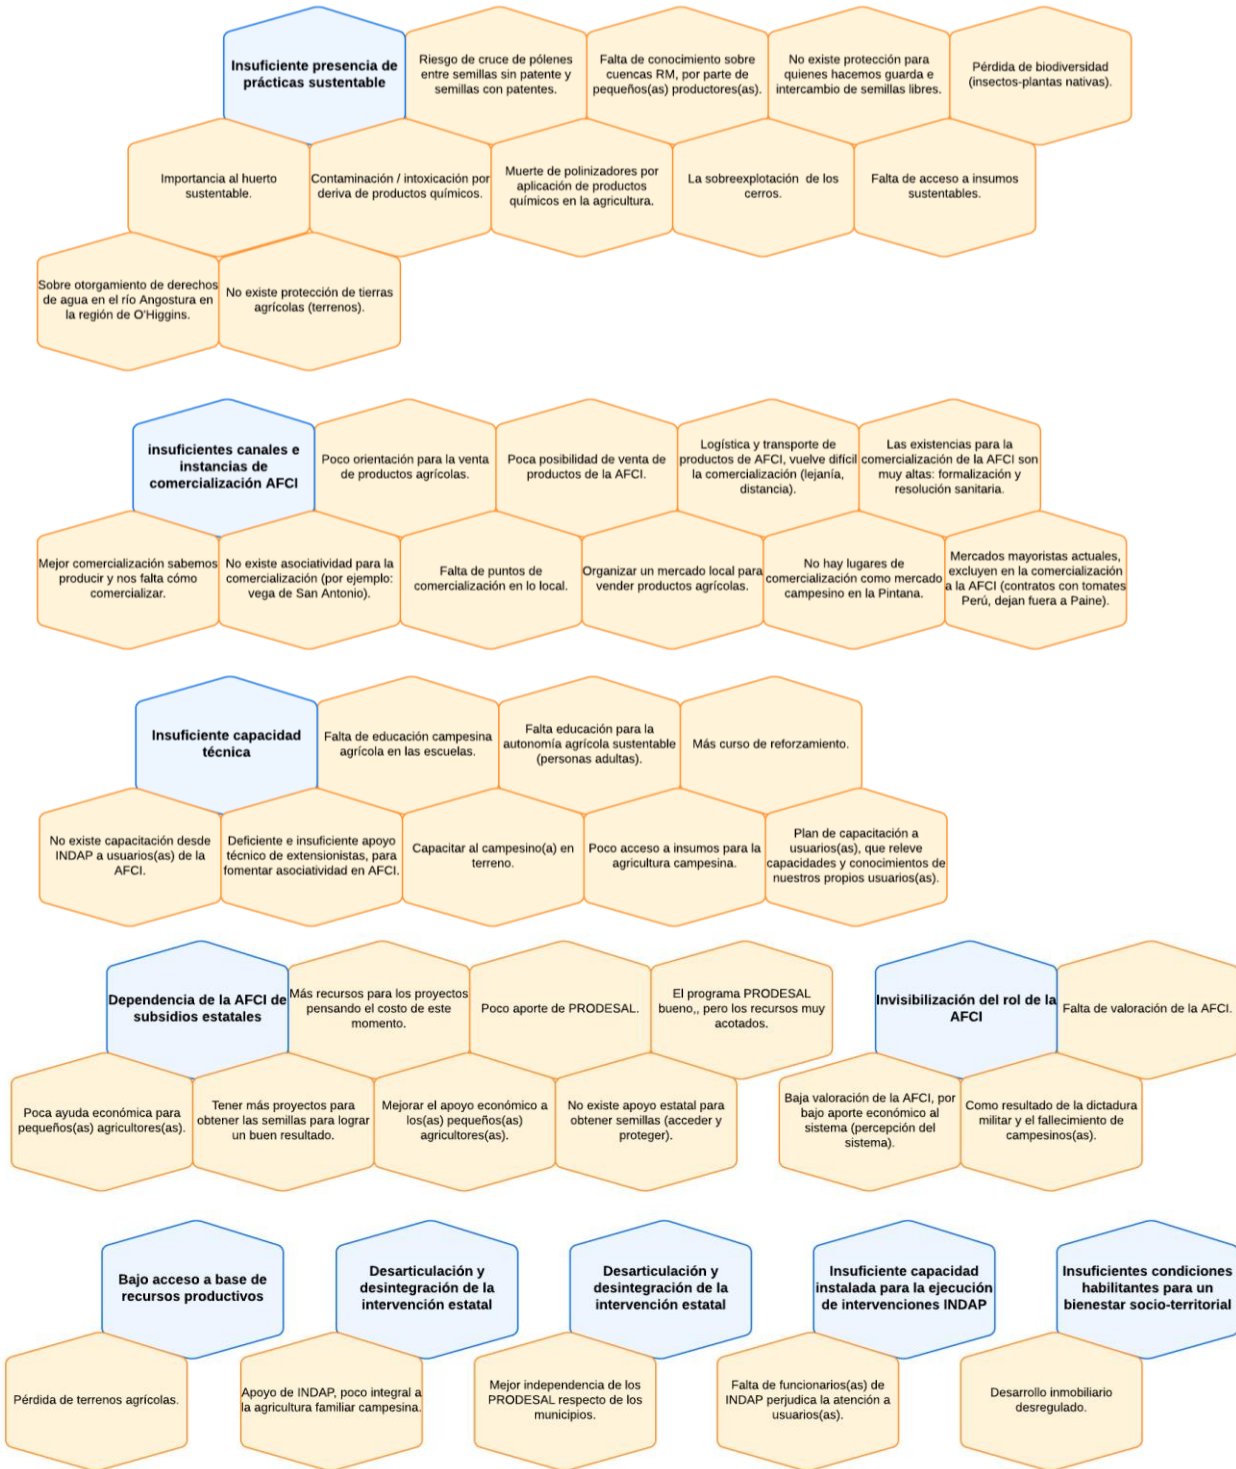 Insuficiente presencia de
prácticas sustentable
Riesgo de cruce de pólenes
entre semillas sin patente y
semillas con patentes.
Falta de conocimiento sobre
cuencas RM, por parte de
pequeños(as) productores(as).
No existe protección para
quienes hacemos guarda e
intercambio de semillas libres.
Pérdida de biodiversidad
(insectos-plantas nativas).
Importancia al huerto
sustentable.
Contaminación / intoxicación por
deriva de productos químicos.
Muerte de polinizadores por
aplicación de productos
químicos en la agricultura.
La sobreexplotación de los
cerros.
Falta de acceso a insumos
sustentables.
Sobre otorgamiento de derechos
de agua en el río Angostura en
la región de O'Higgins.
No existe protección de tierras
agrícolas (terrenos).
insuficientes canales e
instancias de
comercialización AFCI
Poco orientación para la venta
de productos agrícolas.
Poca posibilidad de venta de
productos de la AFCI.
Logística y transporte de
productos de AFCI, vuelve difícil
la comercialización (lejanía,
distancia).
Las existencias para la
comercialización de la AFCI son
muy altas: formalización y
resolución sanitaria.
Mejor comercialización sabemos
producir y nos falta cómo
comercializar.
No existe asociatividad para la
comercialización (por ejemplo:
vega de San Antonio).
Falta de puntos de
comercialización en lo local.
Organizar un mercado local para
vender productos agrícolas.
No hay lugares de
comercialización como mercado
campesino en la Pintana.
Mercados mayoristas actuales,
excluyen en la comercialización
a la AFCI (contratos con tomates
Perú, dejan fuera a Paine).
Insuficiente capacidad
técnica
Falta de educación campesina
agrícola en las escuelas.
Falta educación para la
autonomía agrícola sustentable
(personas adultas).
Más curso de reforzamiento.
No existe capacitación desde
INDAP a usuarios(as) de la
AFCI.
Deficiente e insuficiente apoyo
técnico de extensionistas, para
fomentar asociatividad en AFCI.
Capacitar al campesino(a) en
terreno.
Poco acceso a insumos para la
agricultura campesina.
Plan de capacitación a
usuarios(as), que releve
capacidades y conocimientos de
nuestros propios usuarios(as).
Dependencia de la AFCI de
subsidios estatales
Más recursos para los proyectos
pensando el costo de este
momento.
Poco aporte de PRODESAL.
El programa PRODESAL
bueno,, pero los recursos muy
acotados.
Poca ayuda económica para
pequeños(as) agricultores(as).
Tener más proyectos para
obtener las semillas para lograr
un buen resultado.
Mejorar el apoyo económico a
los(as) pequeños(as)
agricultores(as).
No existe apoyo estatal para
obtener semillas (acceder y
proteger).
Invisibilización del rol de la
AFCI
Falta de valoración de la AFCI.
Baja valoración de la AFCI, por
bajo aporte económico al
sistema (percepción del
sistema).
Como resultado de la dictadura
militar y el fallecimiento de
campesinos(as).
Bajo acceso a base de
recursos productivos
Pérdida de terrenos agrícolas.
Desarticulación y
desintegración de la
intervención estatal
Apoyo de INDAP, poco integral a
la agricultura familiar campesina.
Desarticulación y
desintegración de la
intervención estatal
Mejor independencia de los
PRODESAL respecto de los
municipios.
Insuficiente capacidad
instalada para la ejecución
de intervenciones INDAP
Falta de funcionarios(as) de
INDAP perjudica la atención a
usuarios(as).
Insuficientes condiciones
habilitantes para un
bienestar socio-territorial
Desarrollo inmobiliario
desregulado.